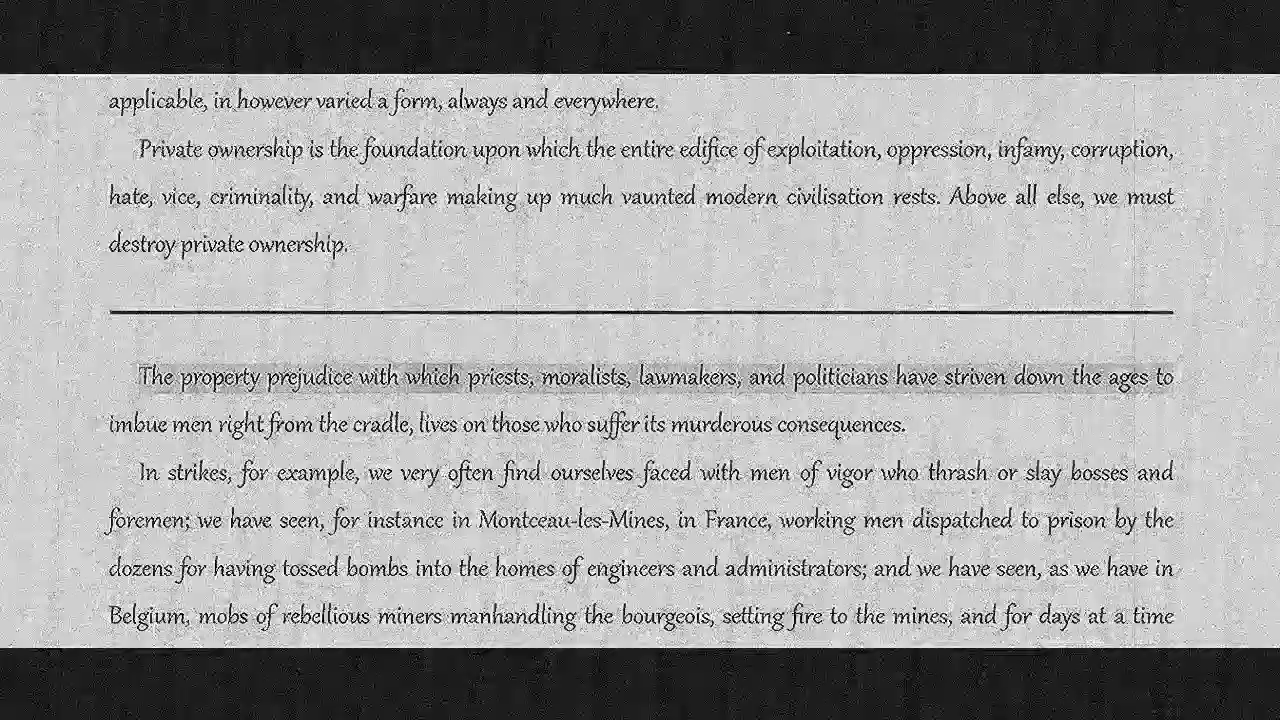 applicable, in however varied a form, always and everywhere.
Private ownership is the foundation upon which the entire edifice of exploitation, oppression, infamy, corruption,
hate, vice, criminality, and warfare making up much vaunted modern civilisation rests. Above all else, we must
destroy private ownership.
The property prejudice with which priests, moralists, lawmakers, and politicians have striven down the ages to
imbue men right from the cradle, lives on those who suffer its murderous consequences.
In strikes, for example, we very often find ourselves faced with men of vigor who thrash or slay bosses and
foremen; we have seen, for instance in Montceau-les-Mines, in France, working men dispatched to prison by the
dozens for having tossed bombs into the homes of engineers and administrators; and we have seen, as we have in
Belgium, mobs of rebellious miners manhandling the bourgeois, setting fire to the mines, and for days at a time